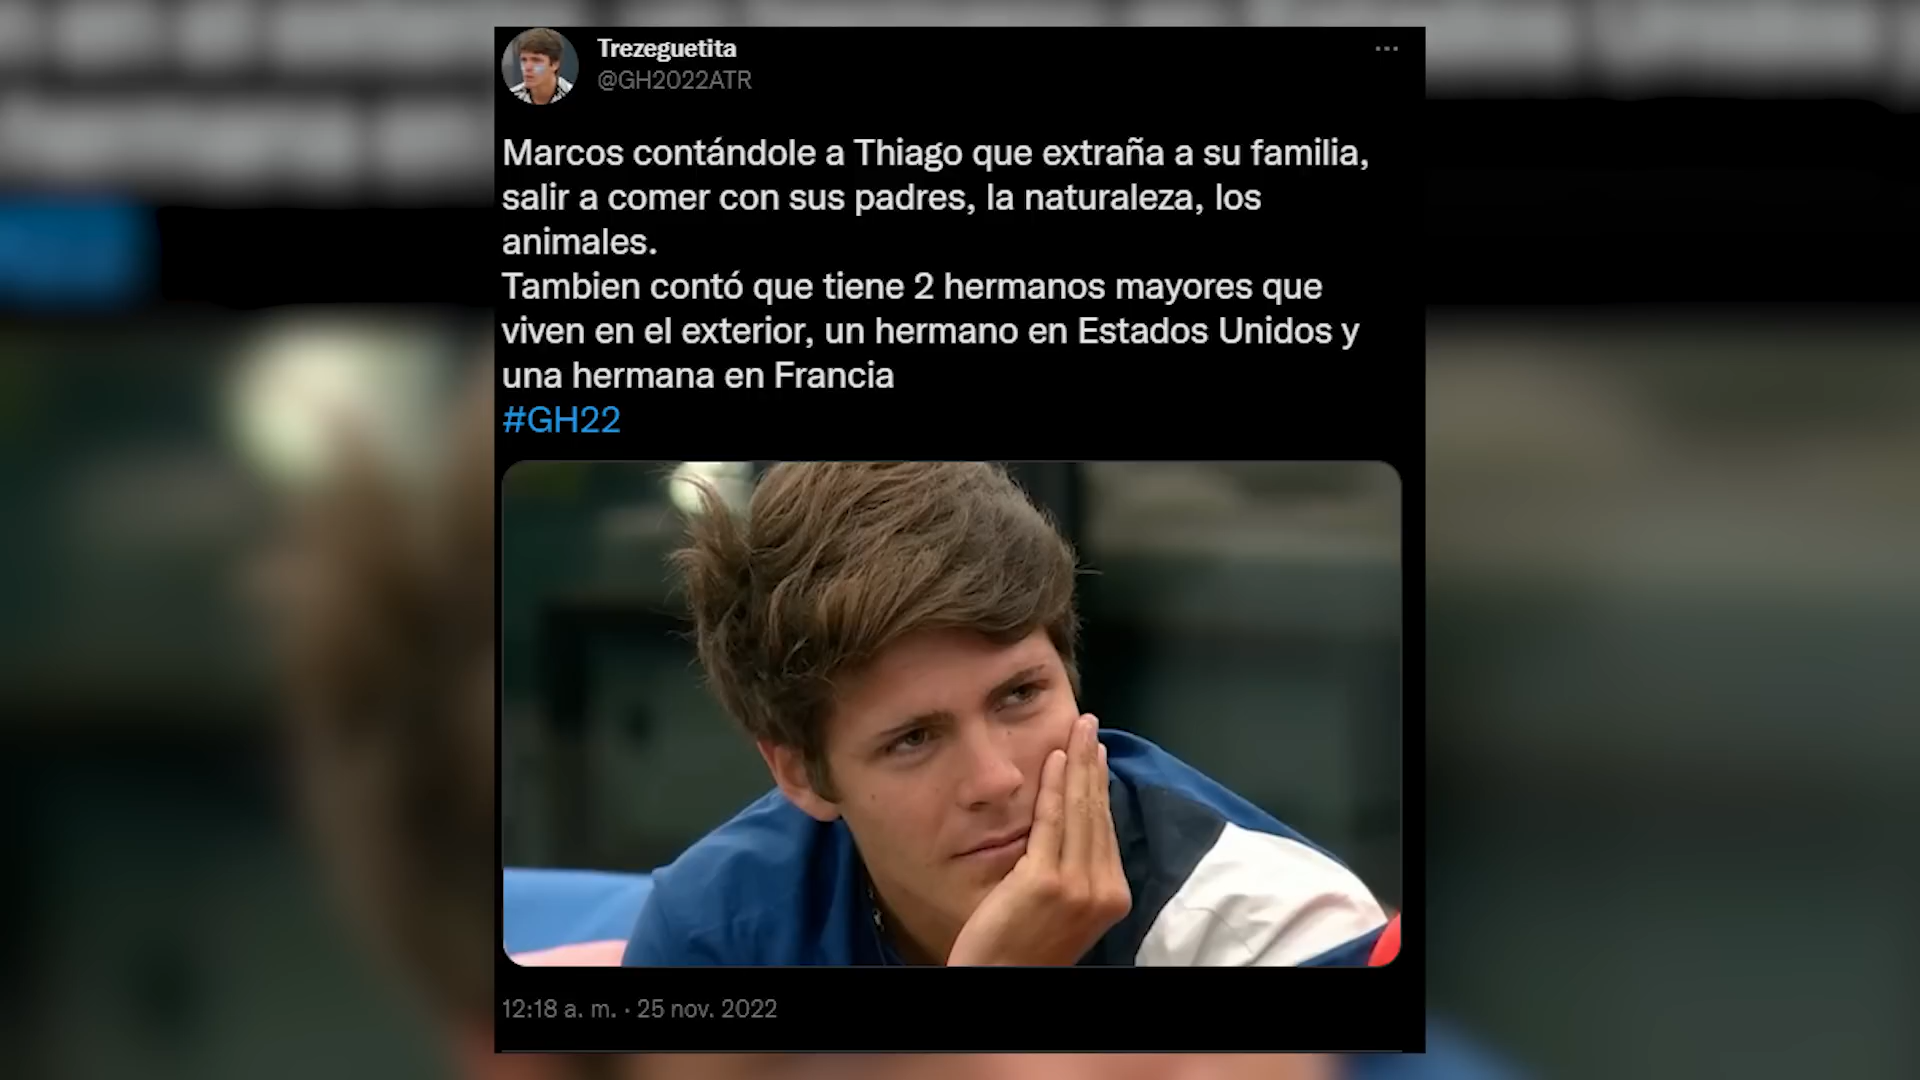 Trezeguetita
@GH2022ATR
Marcos contándole a Thiago que extraña a su familia,
salir a comer con sus padres, la naturaleza, los
animales.
Tambien contó que tiene 2 hermanos mayores que
viven en el exterior, un hermano en Estados Unidos y
una hermana en Francia
#GH22
12:18 a. m. · 25 nov. 2022